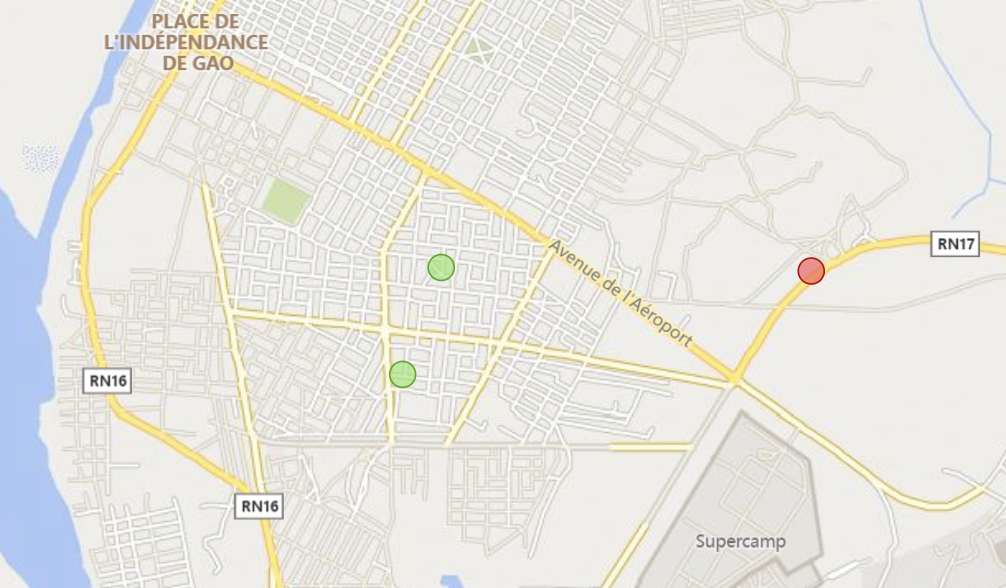 PLACE DE
L'INDÉPENDANCE
DE GAO
RN17
Avenue de l'Aéroport
RN16
RN16
Supercamp